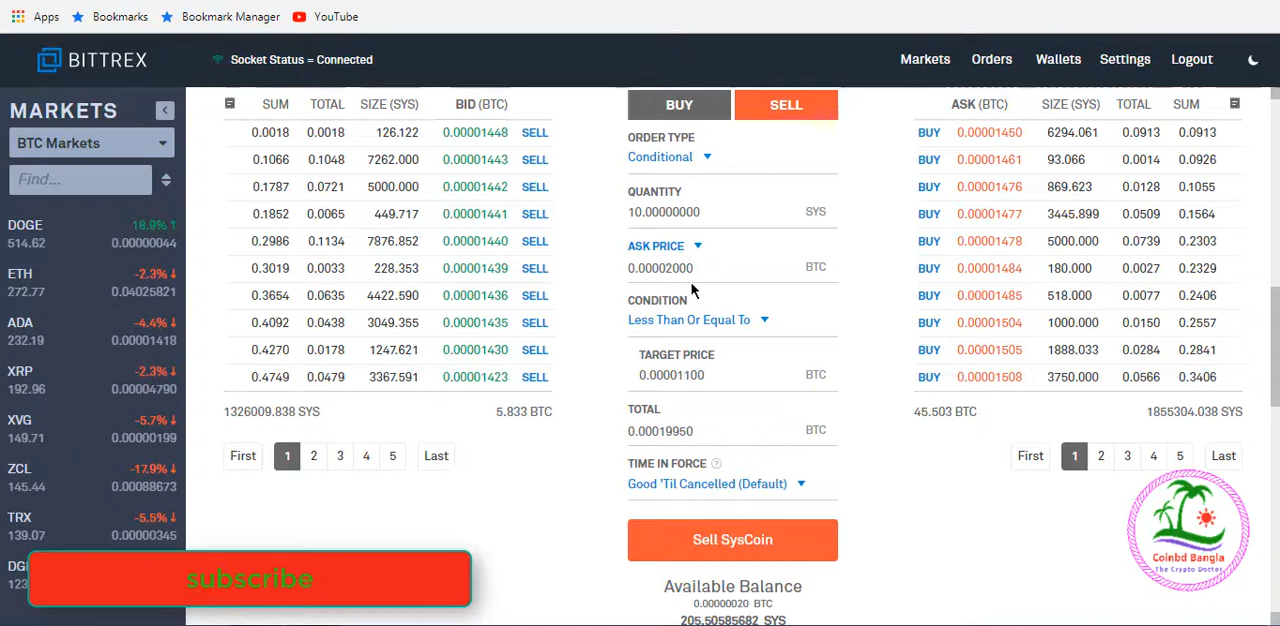 Apps Bookmarks Bookmark Manager YouTube
BITTREX Socket Status = Connected Markets Orders Wallets Settings Logout
MARKETS
BTC Markets
Find...
DOGE 18.9% ↑
514.62 0.00000044
ETH -2.3% ↓
272.77 0.04025821
ADA -4.4% ↓
232.19 0.00001418
XRP -2.3% ↓
192.96 0.00004790
XVG -5.7% ↓
149.71 0.00000199
ZCL -17.9% ↓
145.44 0.00088673
TRX -5.5% ↓
139.07 0.00000345
SUM TOTAL SIZE (SYS) BID (BTC)
0.0018 0.0018 126.122 0.00001448 SELL
0.1066 0.1048 7262.000 0.00001443 SELL
0.1787 0.0721 5000.000 0.00001442 SELL
0.1852 0.0065 449.717 0.00001441 SELL
0.2986 0.1134 7876.852 0.00001440 SELL
0.3019 0.0033 228.353 0.00001439 SELL
0.3654 0.0635 4422.590 0.00001436 SELL
0.4092 0.0438 3049.355 0.00001435 SELL
0.4270 0.0178 1247.621 0.00001430 SELL
0.4749 0.0479 3367.591 0.00001423 SELL
1326009.838 SYS 5.833 BTC
First 1 2 3 4 5 Last
BUY SELL
ORDER TYPE
Conditional
QUANTITY
10.00000000 SYS
ASK PRICE
0.00002000 BTC
CONDITION
Less Than Or Equal To
TARGET PRICE
0.00001100 BTC
TOTAL
0.00019950 BTC
TIME IN FORCE ?
Good 'Til Cancelled (Default)
Sell SysCoin
Available Balance
0.00000020 BTC
205.50585682 SYS
ASK (BTC) SIZE (SYS) TOTAL SUM
BUY 0.00001450 6294.061 0.0913 0.0913
BUY 0.00001461 93.066 0.0014 0.0926
BUY 0.00001476 869.623 0.0128 0.1055
BUY 0.00001477 3445.899 0.0509 0.1564
BUY 0.00001478 5000.000 0.0739 0.2303
BUY 0.00001484 180.000 0.0027 0.2329
BUY 0.00001485 518.000 0.0077 0.2406
BUY 0.00001504 1000.000 0.0150 0.2557
BUY 0.00001505 1888.033 0.0284 0.2841
BUY 0.00001508 3750.000 0.0566 0.3406
45.503 BTC 1855304.038 SYS
First 1 2 3 4 5 Last
subscribe
Coinbd Bangla
The Crypto Doctor